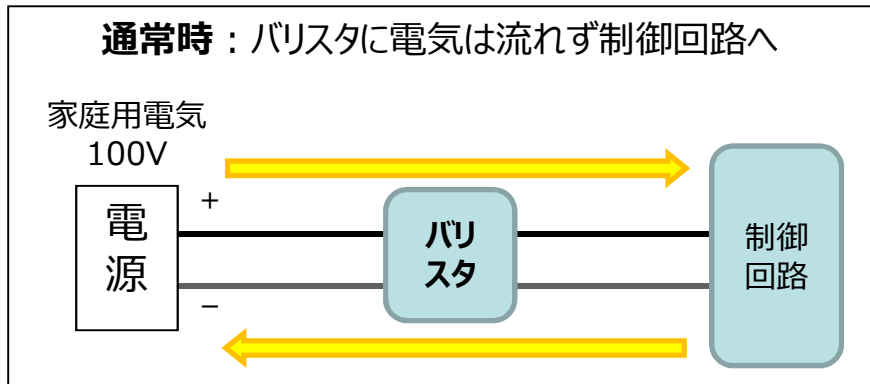 通常時：バリスタに電気は流れず制御回路へ
家庭用電気
100V
電
源
+
−
バリ
スタ
制御
回路